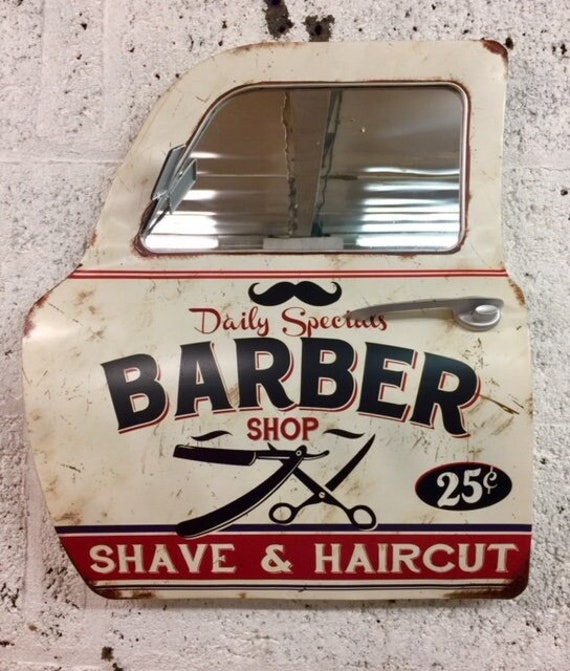 Daily Specials
BARBER
SHOP
25¢
SHAVE & HAIRCUT